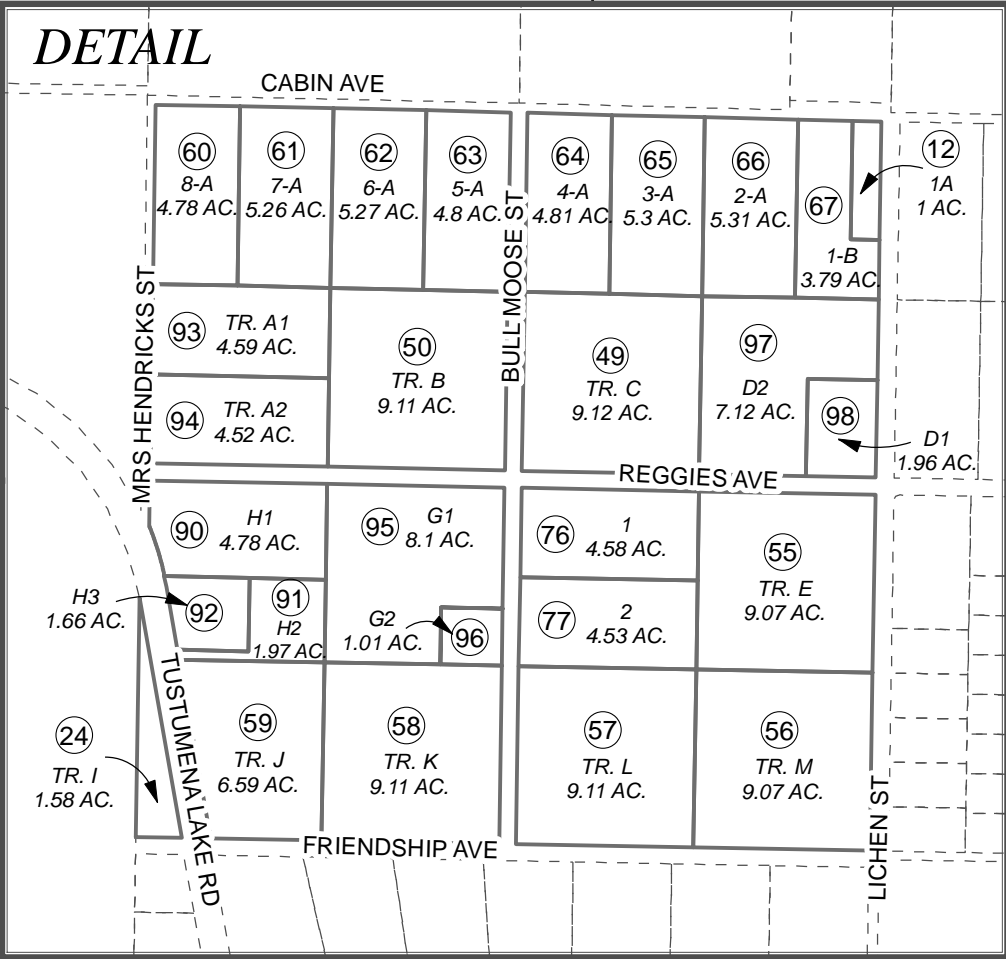 DETAIL
CABIN AVE
60
8-A
4.78 AC.
61
7-A
5.26 AC.
62
6-A
5.27 AC.
63
5-A
4.8 AC.
64
4-A
4.81 AC.
65
3-A
5.3 AC.
66
2-A
5.31 AC.
67
1-B
3.79 AC.
12
1A
1 AC.
MRS HENDRICKS ST
BULL MOOSE ST
93
TR. A1
4.59 AC.
94
TR. A2
4.52 AC.
50
TR. B
9.11 AC.
49
TR. C
9.12 AC.
97
D2
7.12 AC.
98
D1
1.96 AC.
REGGIES AVE
90
H1
4.78 AC.
95
G1
8.1 AC.
76
1
4.58 AC.
55
TR. E
9.07 AC.
H3
1.66 AC.
92
91
H2
1.97 AC.
G2
1.01 AC.
96
77
2
4.53 AC.
24
TR. I
1.58 AC.
TUSTUMENA LAKE RD
59
TR. J
6.59 AC.
58
TR. K
9.11 AC.
57
TR. L
9.11 AC.
56
TR. M
9.07 AC.
LICHEN ST
FRIENDSHIP AVE